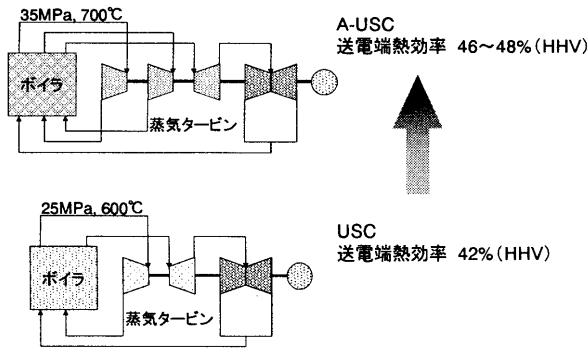 35MPa, 700℃
ボイラ
蒸気タービン
A-USC
送電端熱効率 46～48%(HHV)
25MPa, 600℃
ボイラ
蒸気タービン
USC
送電端熱効率 42%(HHV)